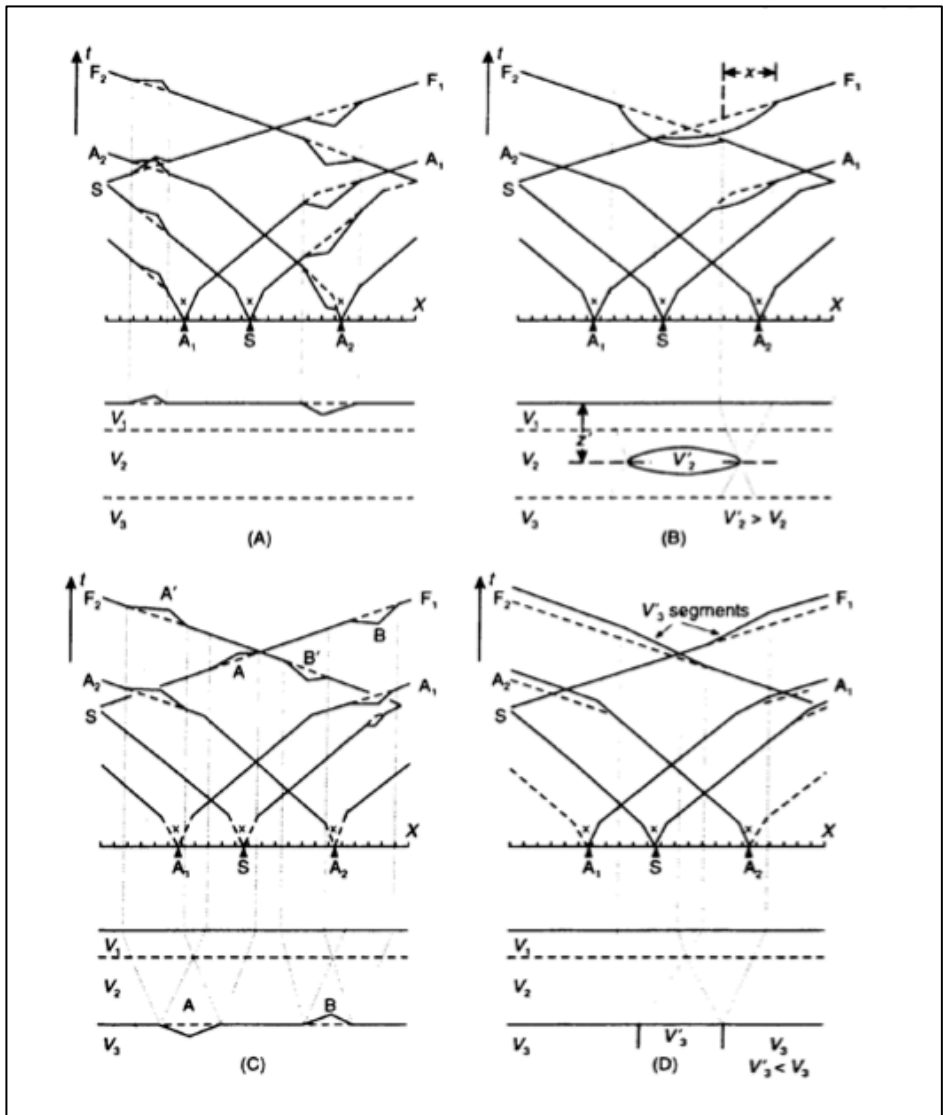 t
F₂
F₁
A₂
A₁
S
X
x x x
A₁ S A₂
V₁
V₂
V₃
(A)
t
x
F₂
F₁
A₂
A₁
S
X
x x x
A₁ S A₂
V₁
z'
V₂
V'₂
V₃
V'₂ > V₂
(B)
t
F₂
A'
F₁
B
A
B'
A₂
A₁
S
X
x x x
A₁ S A₂
V₁
V₂
A
B
V₃
(C)
t
F₂
V'₃ segments
F₁
A₂
A₁
S
X
x x x
A₁ S A₂
V₁
V₂
V₃
V'₃
V₃
V'₃ < V₃
(D)